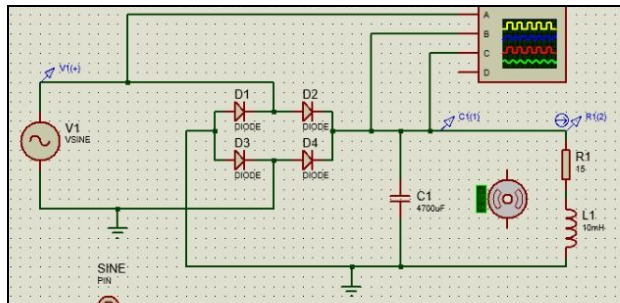 A
B
C
D
V1(+)
V1
VSINE
D1
DIODE
D2
DIODE
D3
DIODE
D4
DIODE
C1(1)
R1(2)
C1
4700uF
R1
15
L1
10mH
SINE
PIN